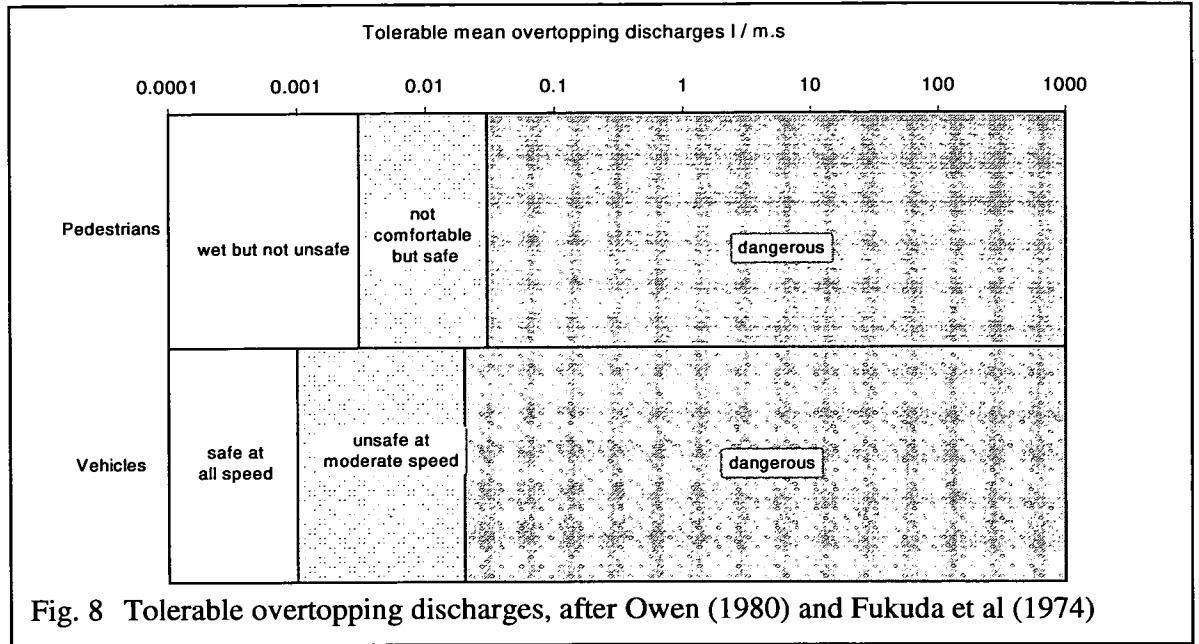 Tolerable mean overtopping discharges l / m.s
0.0001 0.001 0.01 0.1 1 10 100 1000
Pedestrians
wet but not unsafe
not
comfortable
but safe
dangerous
Vehicles
safe at
all speed
unsafe at
moderate speed
dangerous
Fig. 8 Tolerable overtopping discharges, after Owen (1980) and Fukuda et al (1974)